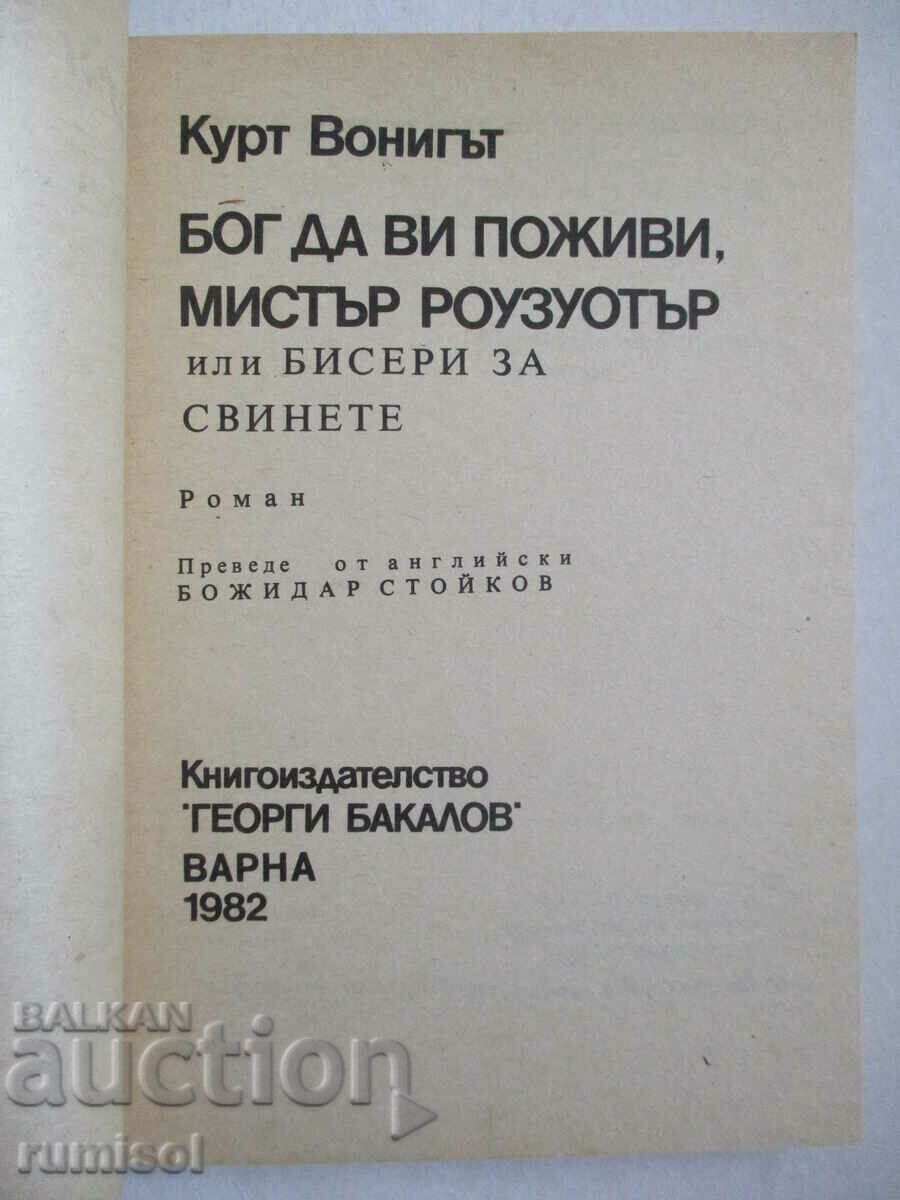 Курт Вонигът
БОГ ДА ВИ ПОЖИВИ,
МИСТЪР РОУЗУОТЪР
или БИСЕРИ ЗА
СВИНЕТЕ
Роман
Преведе от английски
БОЖИДАР СТОЙКОВ
Книгоиздателство
"ГЕОРГИ БАКАЛОВ"
ВАРНА
1982
BALKAN
auction
rumisol